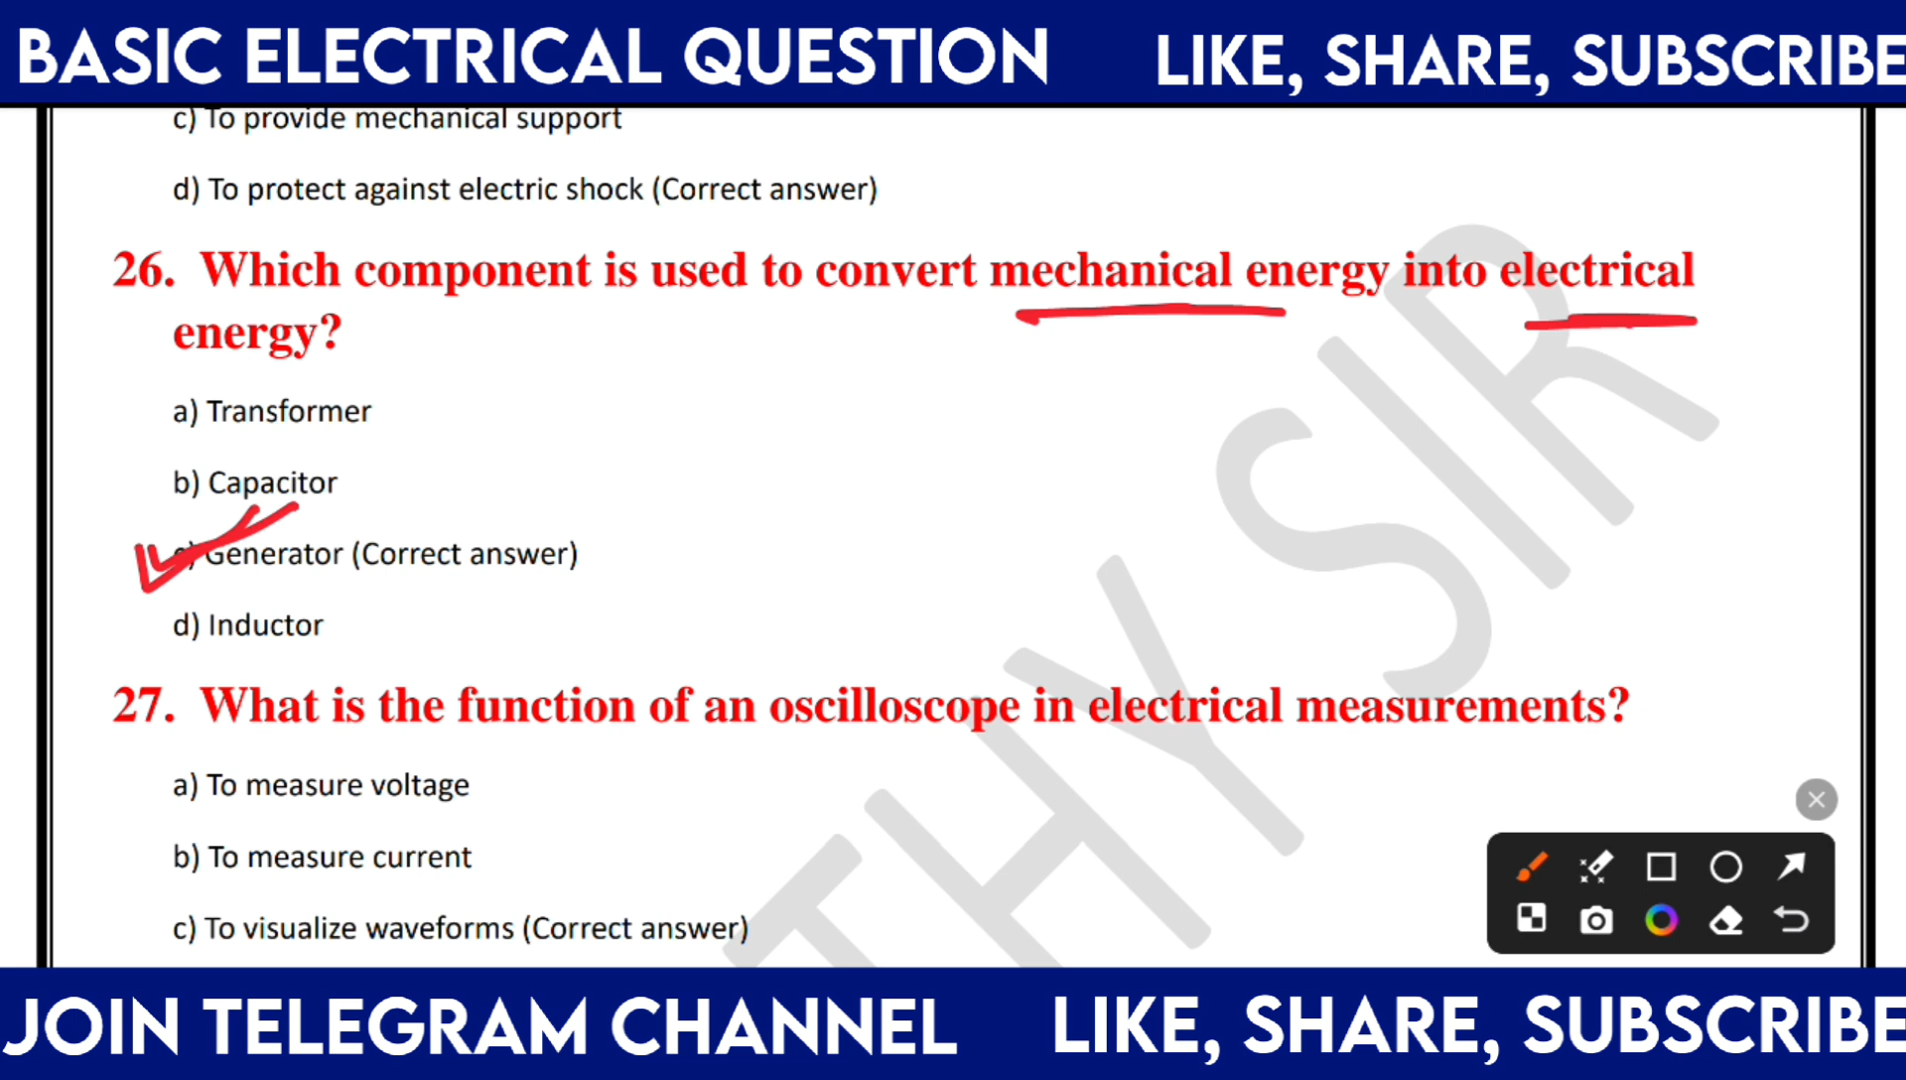 BASIC ELECTRICAL QUESTION LIKE, SHARE, SUBSCRIBE
c) To provide mechanical support
d) To protect against electric shock (Correct answer)
26. Which component is used to convert mechanical energy into electrical
energy?
a) Transformer
b) Capacitor
c) Generator (Correct answer)
d) Inductor
27. What is the function of an oscilloscope in electrical measurements?
a) To measure voltage
b) To measure current
c) To visualize waveforms (Correct answer)
THY SIR
JOIN TELEGRAM CHANNEL LIKE, SHARE, SUBSCRIBE